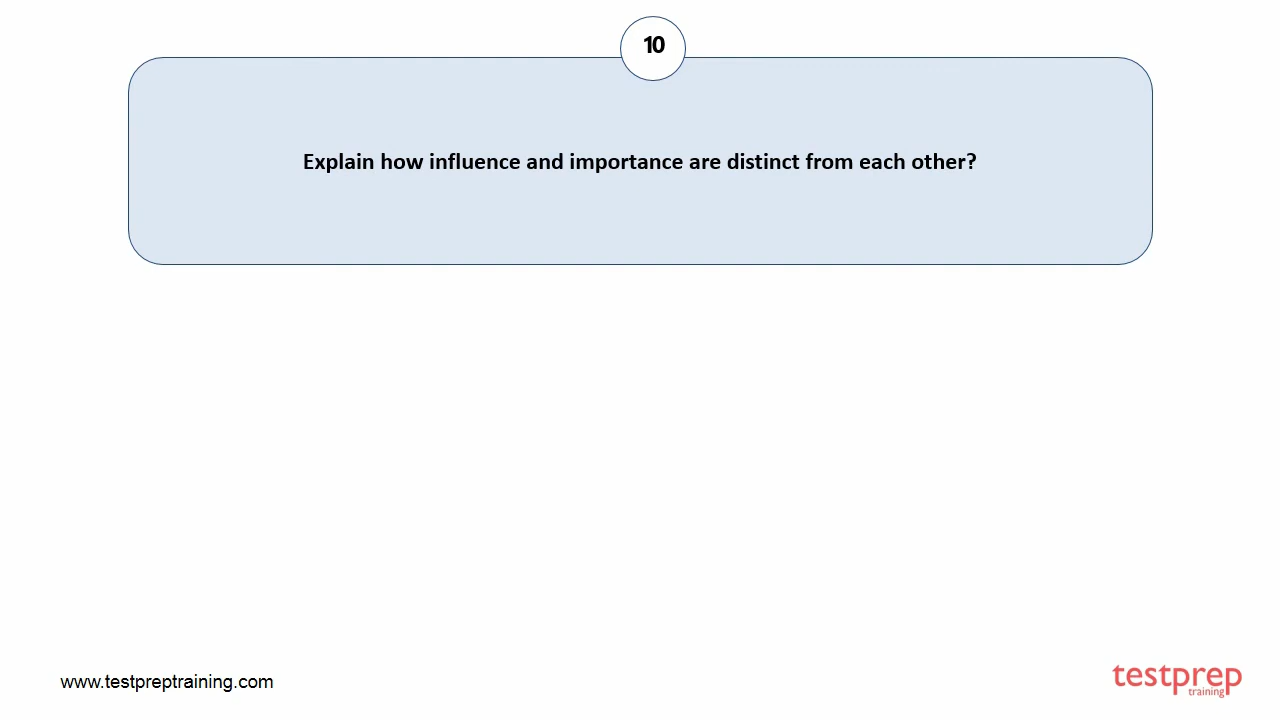 10
Explain how influence and importance are distinct from each other?
www.testpreptraining.com
testprep
training